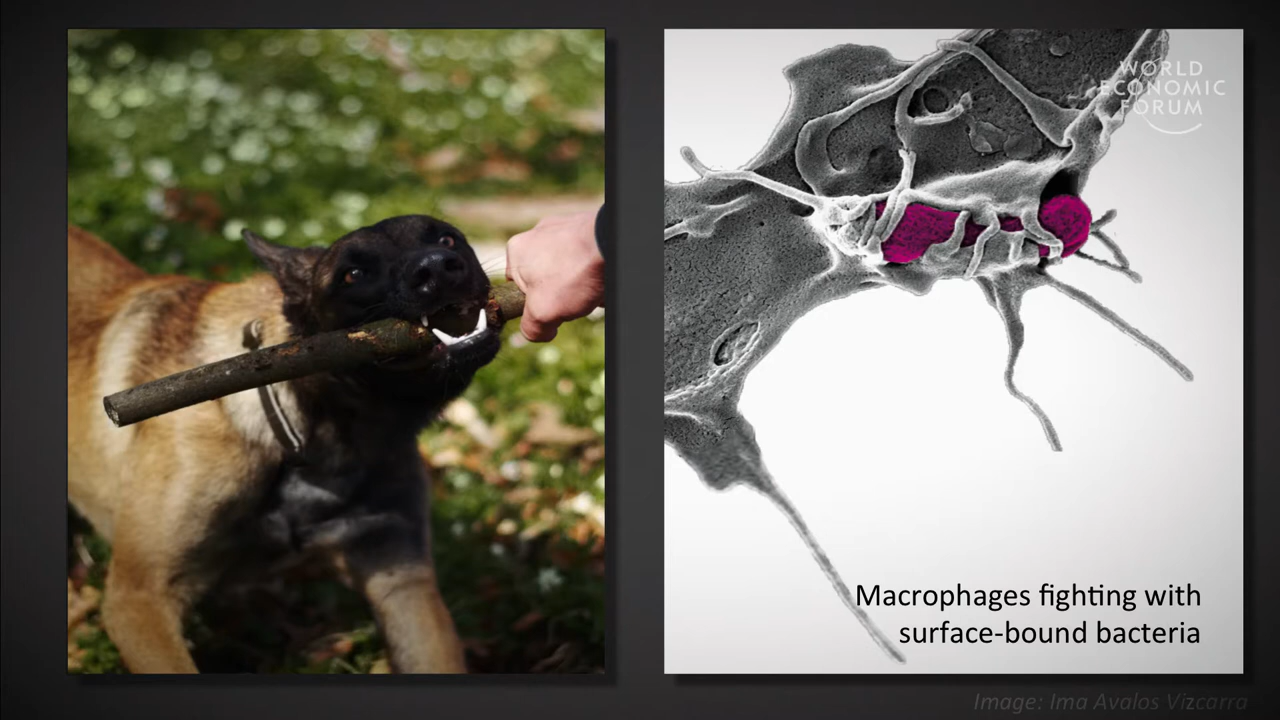 WORLD
ECONOMIC
FORUM
Macrophages fighting with
surface-bound bacteria
Image: Ima Avalos Vizcarra